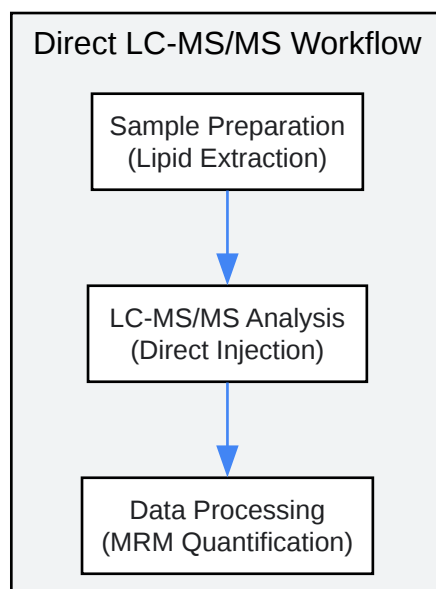 Direct LC-MS/MS Workflow
Sample Preparation
(Lipid Extraction)
LC-MS/MS Analysis
(Direct Injection)
Data Processing
(MRM Quantification)